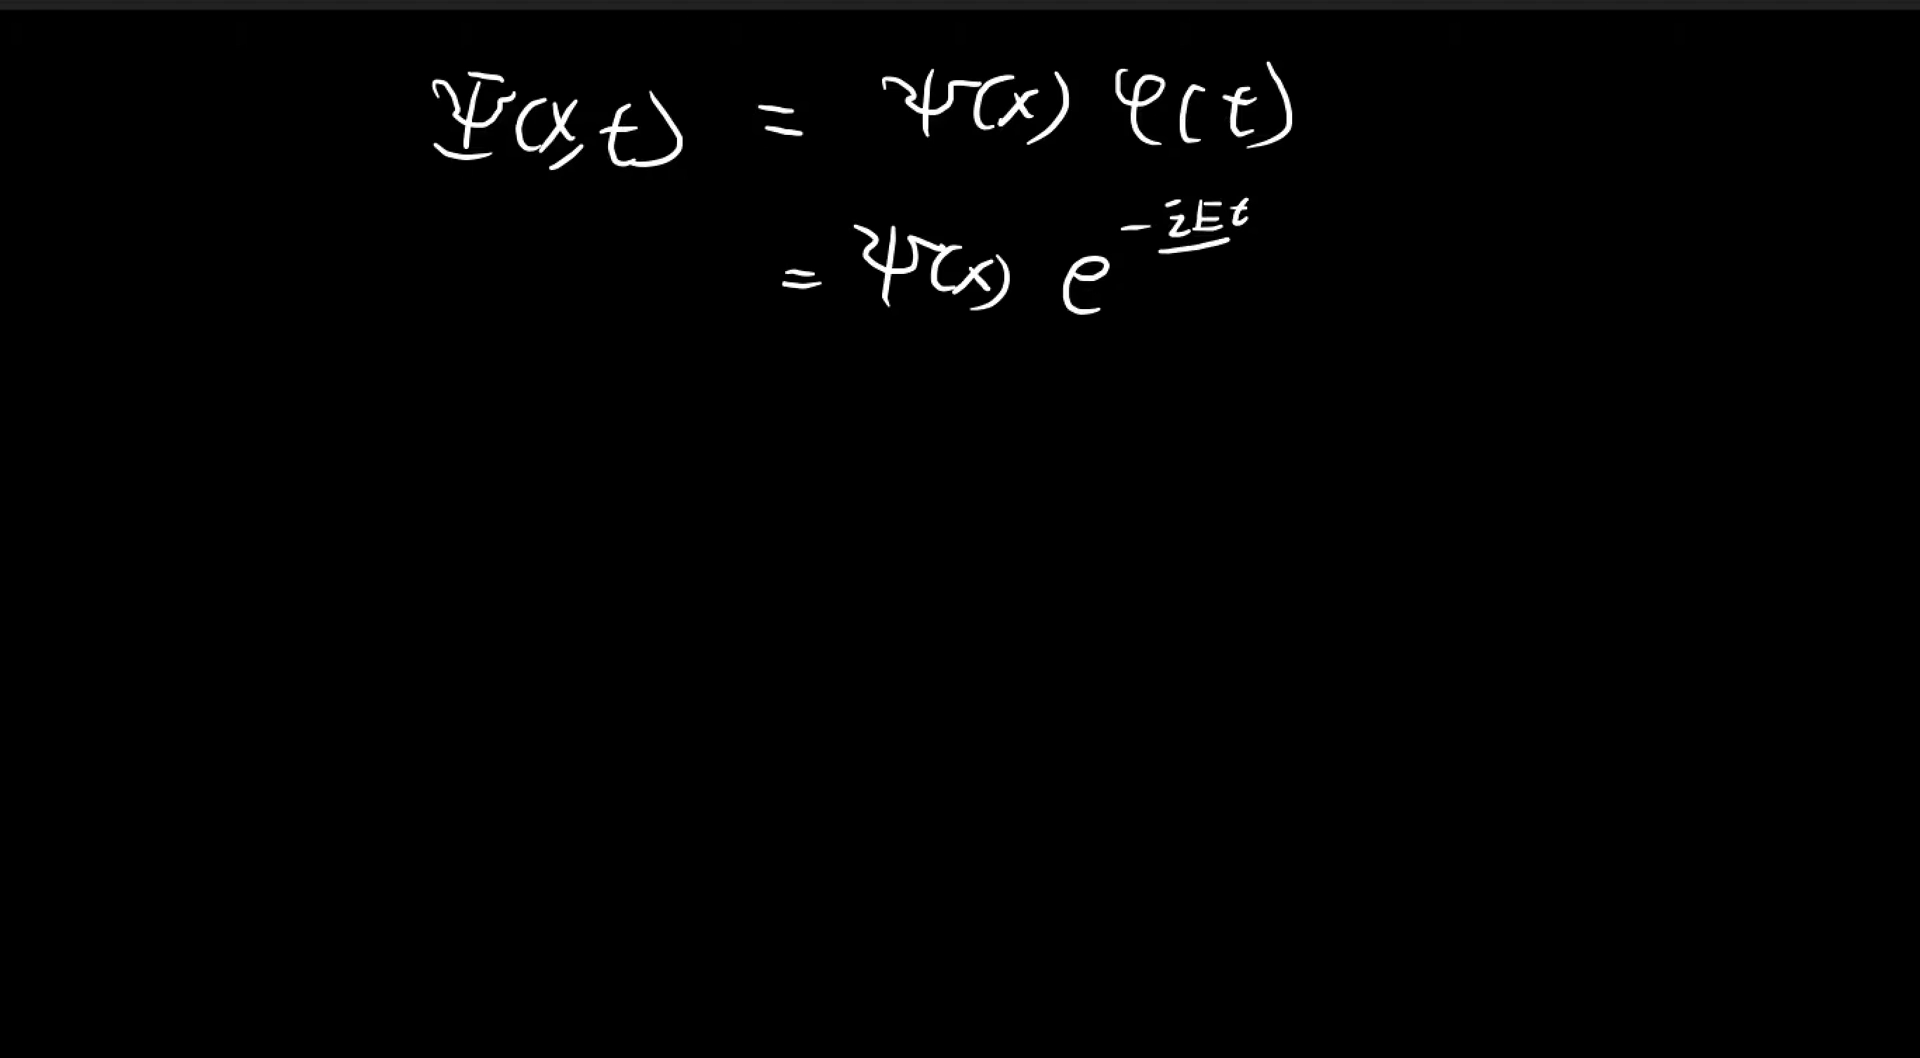 Ψ(x,t) = ψ(x) φ(t)
= ψ(x) e^{-iEt}